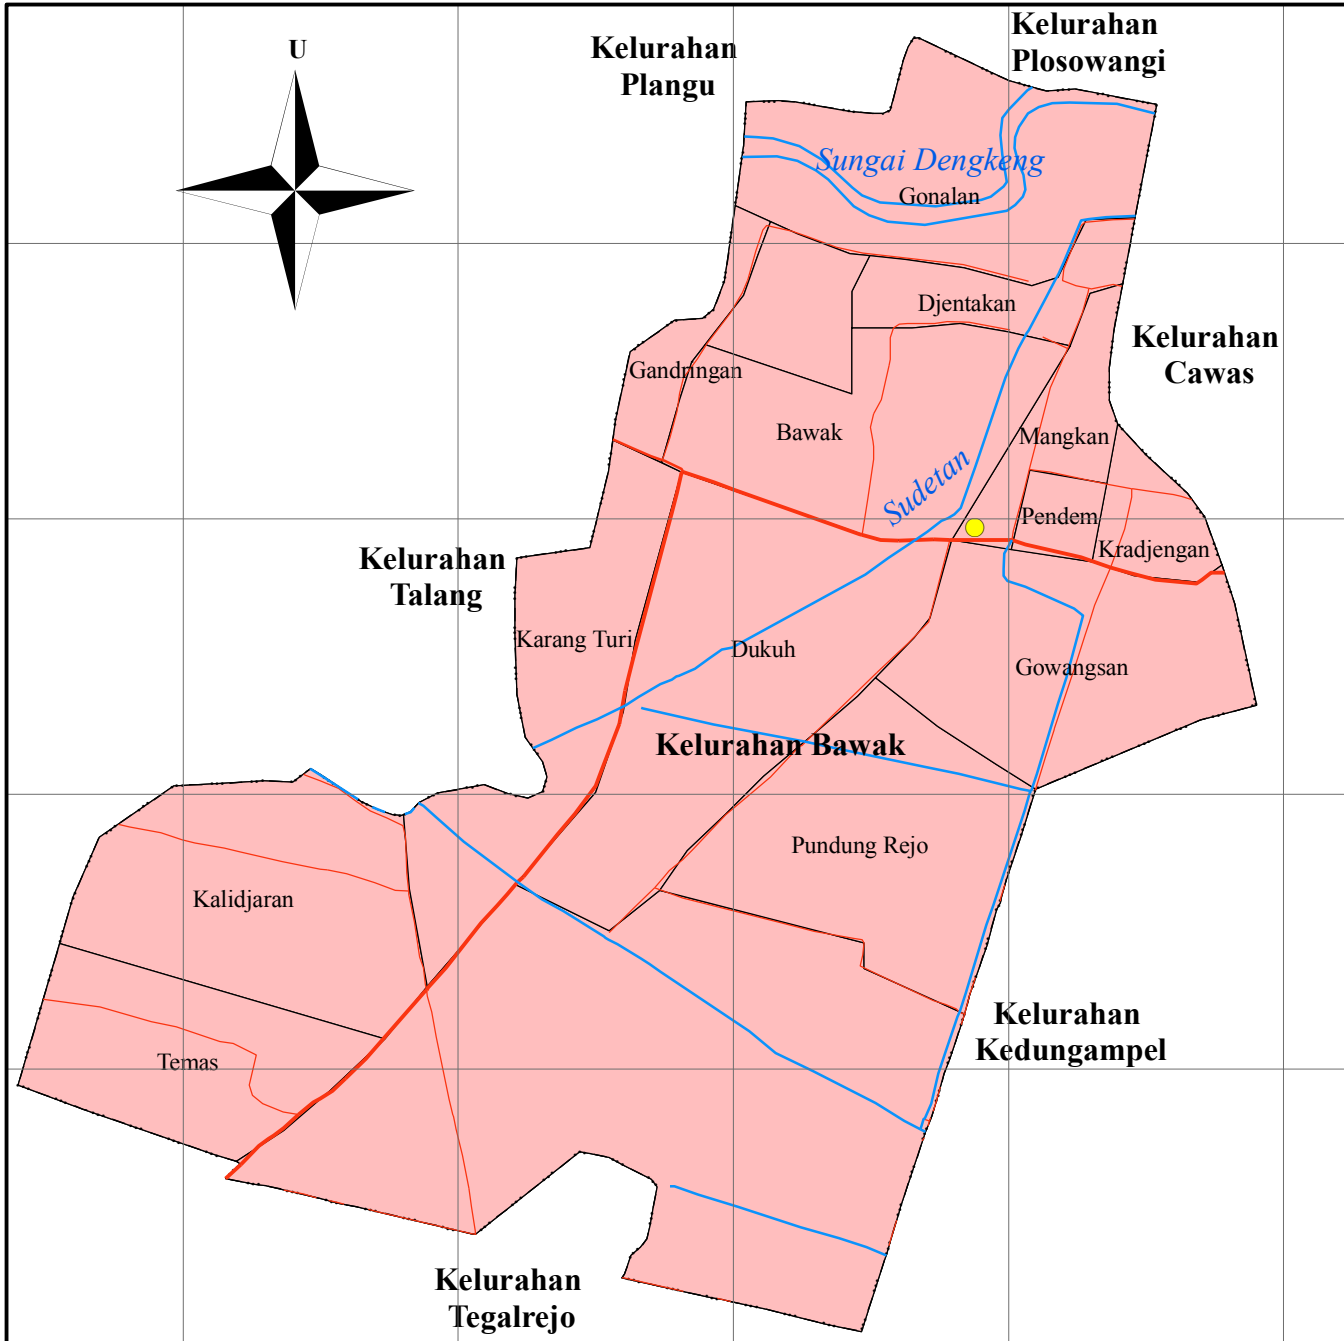 Kelurahan
Plosowangi
U
Kelurahan
Plangu
Sungai Dengkeng
Gonalan
Djentakan
Kelurahan
Cawas
Gandringan
Bawak
Mangkan
Sudetan
Pendem
Kradjengan
Kelurahan
Talang
Karang Turi
Dukuh
Gowangsan
Kelurahan Bawak
Pundung Rejo
Kalidjaran
Kelurahan
Kedungampel
Temas
Kelurahan
Tegalrejo